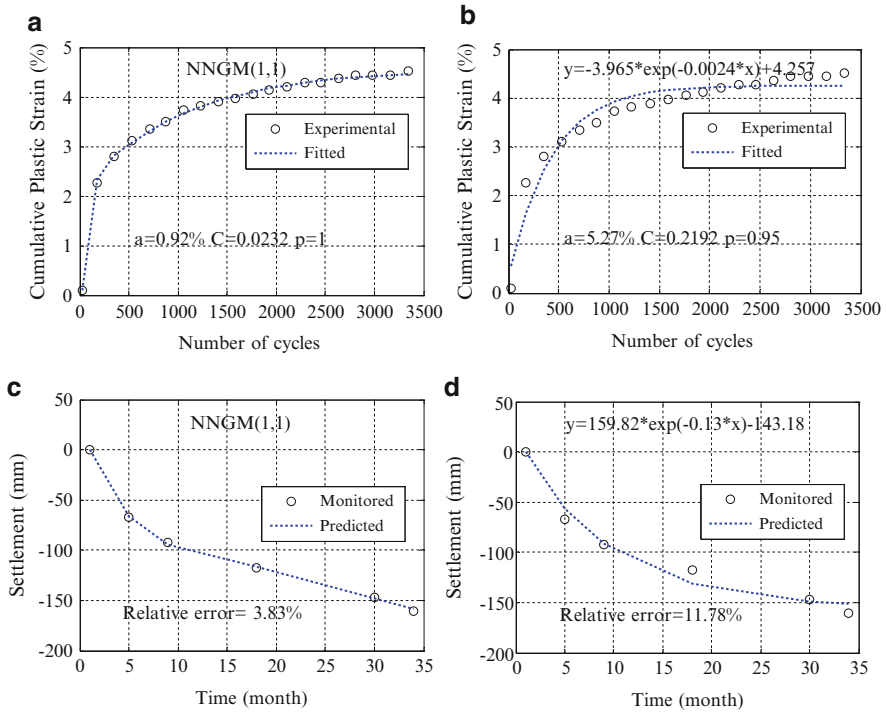 a
Cumulative Plastic Strain (%)
5
4
3
2
1
0
NNGM(1,1)
Experimental
Fitted
a=0.92% C=0.0232 p=1
0 500 1000 1500 2000 2500 3000 3500
Number of cycles
b
Cumulative Plastic Strain (%)
5
4
3
2
1
0
y=-3.965*exp(-0.0024*x)+4.257
Experimental
Fitted
a=5.27% C=0.2192 p=0.95
0 500 1000 1500 2000 2500 3000 3500
Number of cycles
c
Settlement (mm)
50
0
-50
-100
-150
-200
NNGM(1,1)
Monitored
Predicted
Relative error= 3.83%
0 5 10 15 20 25 30 35
Time (month)
d
Settlement (mm)
50
0
-50
-100
-150
-200
y=159.82*exp(-0.13*x)-143.18
Monitored
Predicted
Relative error=11.78%
0 5 10 15 20 25 30 35
Time (month)